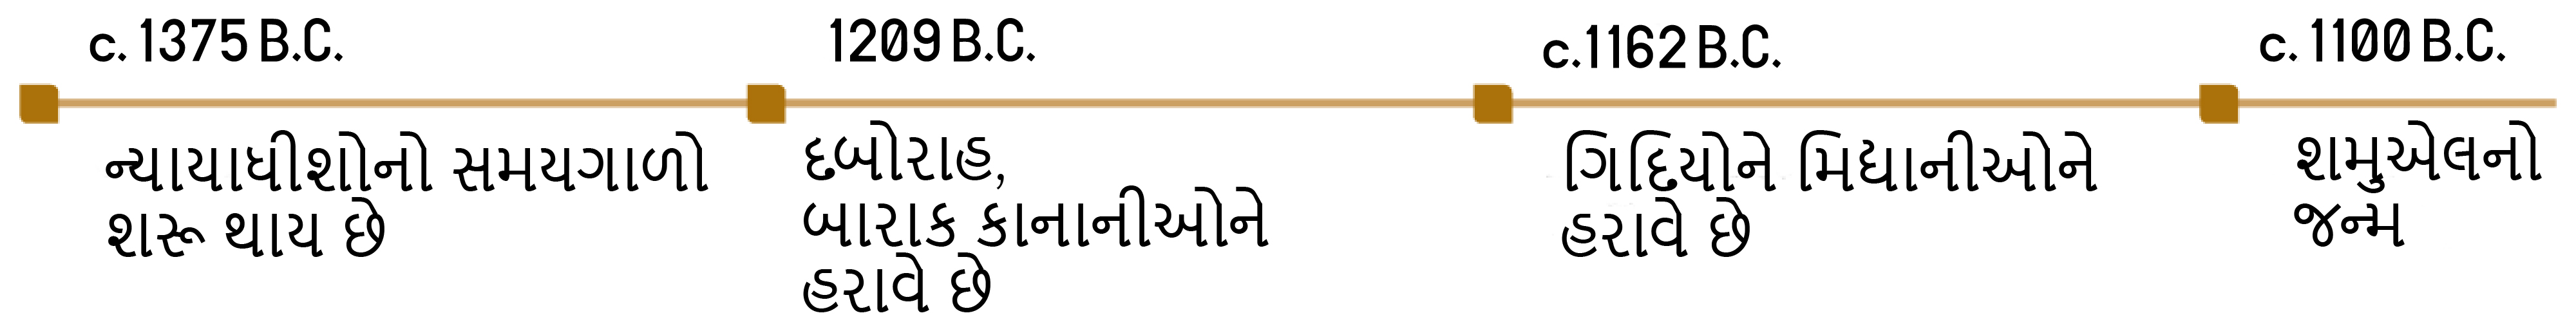 c. 1375 B.C.
ન્યાયાધીશોનો સમયગાળો
શરૂ થાય છે
1209 B.C.
દબોરાહ,
બારાક કાનાનીઓને
હરાવે છે
c.1162 B.C.
ગિદિયોને મિદ્યાનીઓને
હરાવે છે
c. 1100 B.C.
શમુએલનો
જન્મ